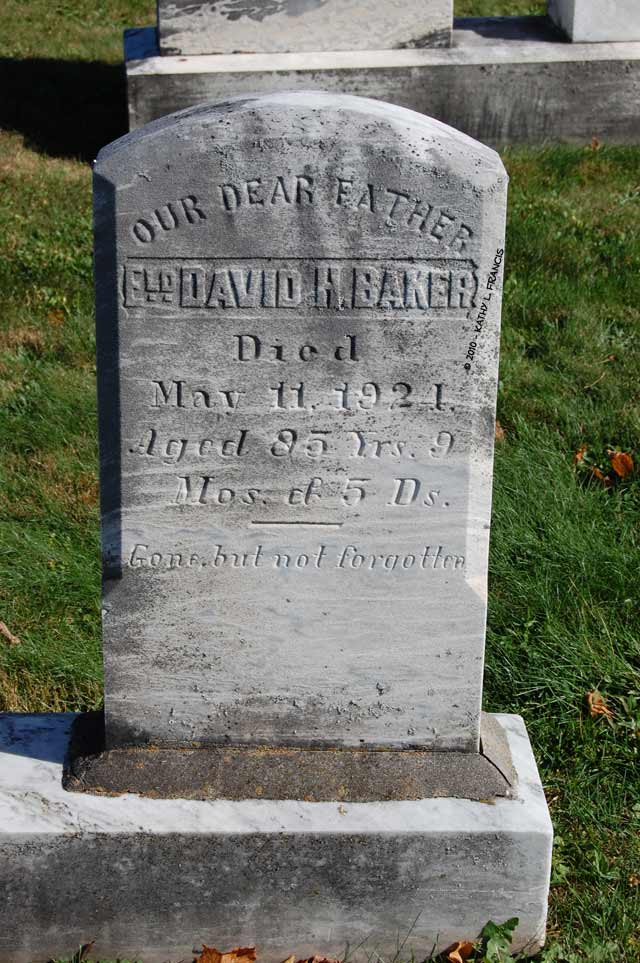 OUR DEAR FATHER
ELD DAVID H. BAKER
Died
May 11, 1924.
Aged 85 Yrs. 9
Mos. & 5 Ds.
Gone, but not forgotten
© 2010 - KATHY L. FRANCIS